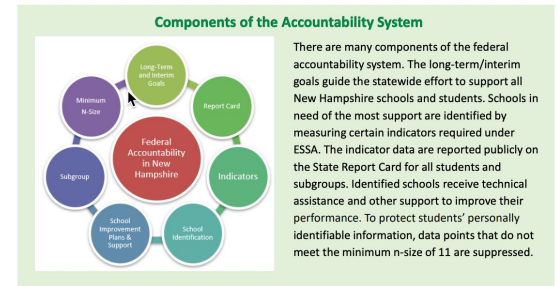 Components of the Accountability System
Long-Term
and Interim
Goals
Report Card
Indicators
School
Identification
School
Improvement
Plans &
Support
Subgroup
Minimum
N-Size
Federal
Accountability
in New
Hampshire
There are many components of the federal
accountability system. The long-term/interim
goals guide the statewide effort to support all
New Hampshire schools and students. Schools in
need of the most support are identified by
measuring certain indicators required under
ESSA. The indicator data are reported publicly on
the State Report Card for all students and
subgroups. Identified schools receive technical
assistance and other support to improve their
performance. To protect students’ personally
identifiable information, data points that do not
meet the minimum n-size of 11 are suppressed.